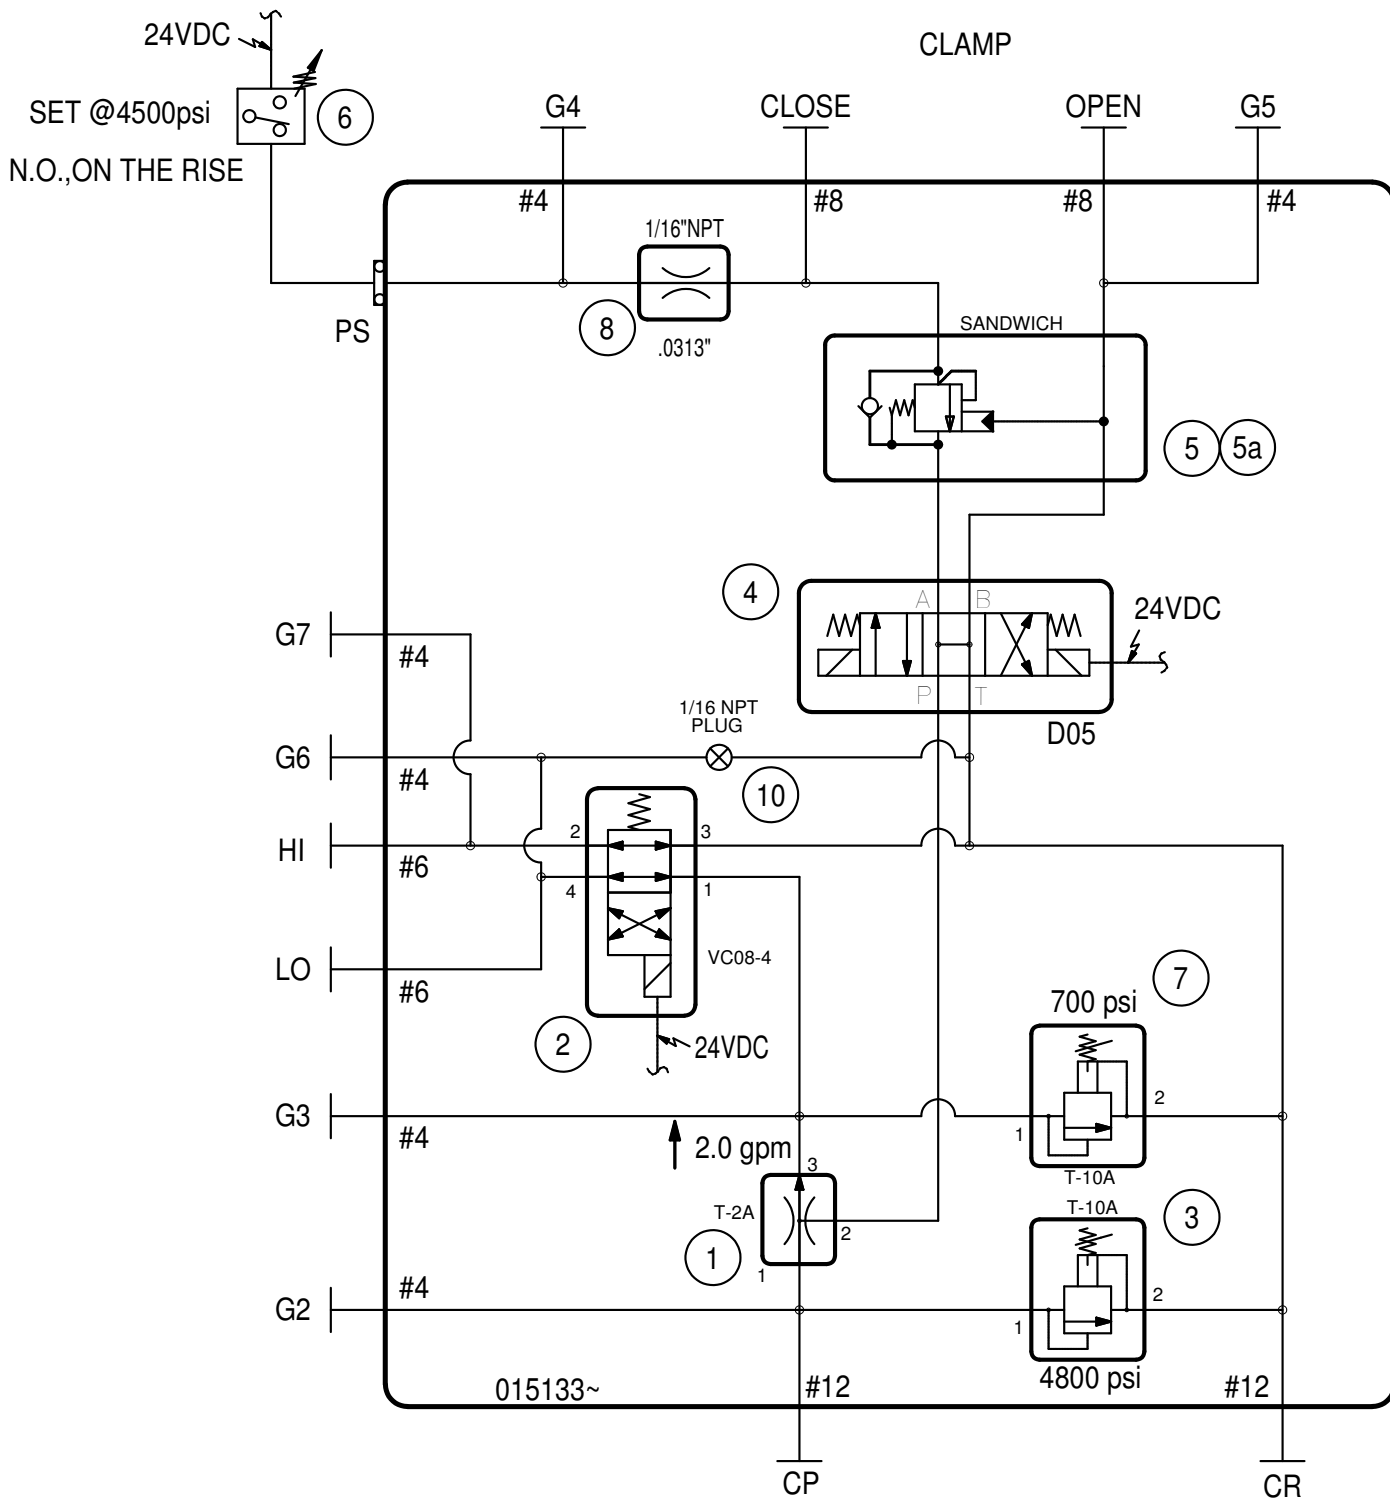 24VDC
CLAMP
SET @4500psi
6
G4
CLOSE
OPEN
G5
N.O.,ON THE RISE
#4
#8
#8
#4
1/16"NPT
PS
8
.0313"
SANDWICH
5
5a
4
A
B
24VDC
P
T
D05
G7
#4
1/16 NPT
PLUG
G6
#4
10
HI
#6
2
3
4
1
VC08-4
LO
#6
2
24VDC
7
700 psi
G3
#4
2.0 gpm
1
2
T-10A
3
T-2A
2
1
1
T-10A
3
1
2
G2
#4
4800 psi
015133~
#12
#12
CP
CR